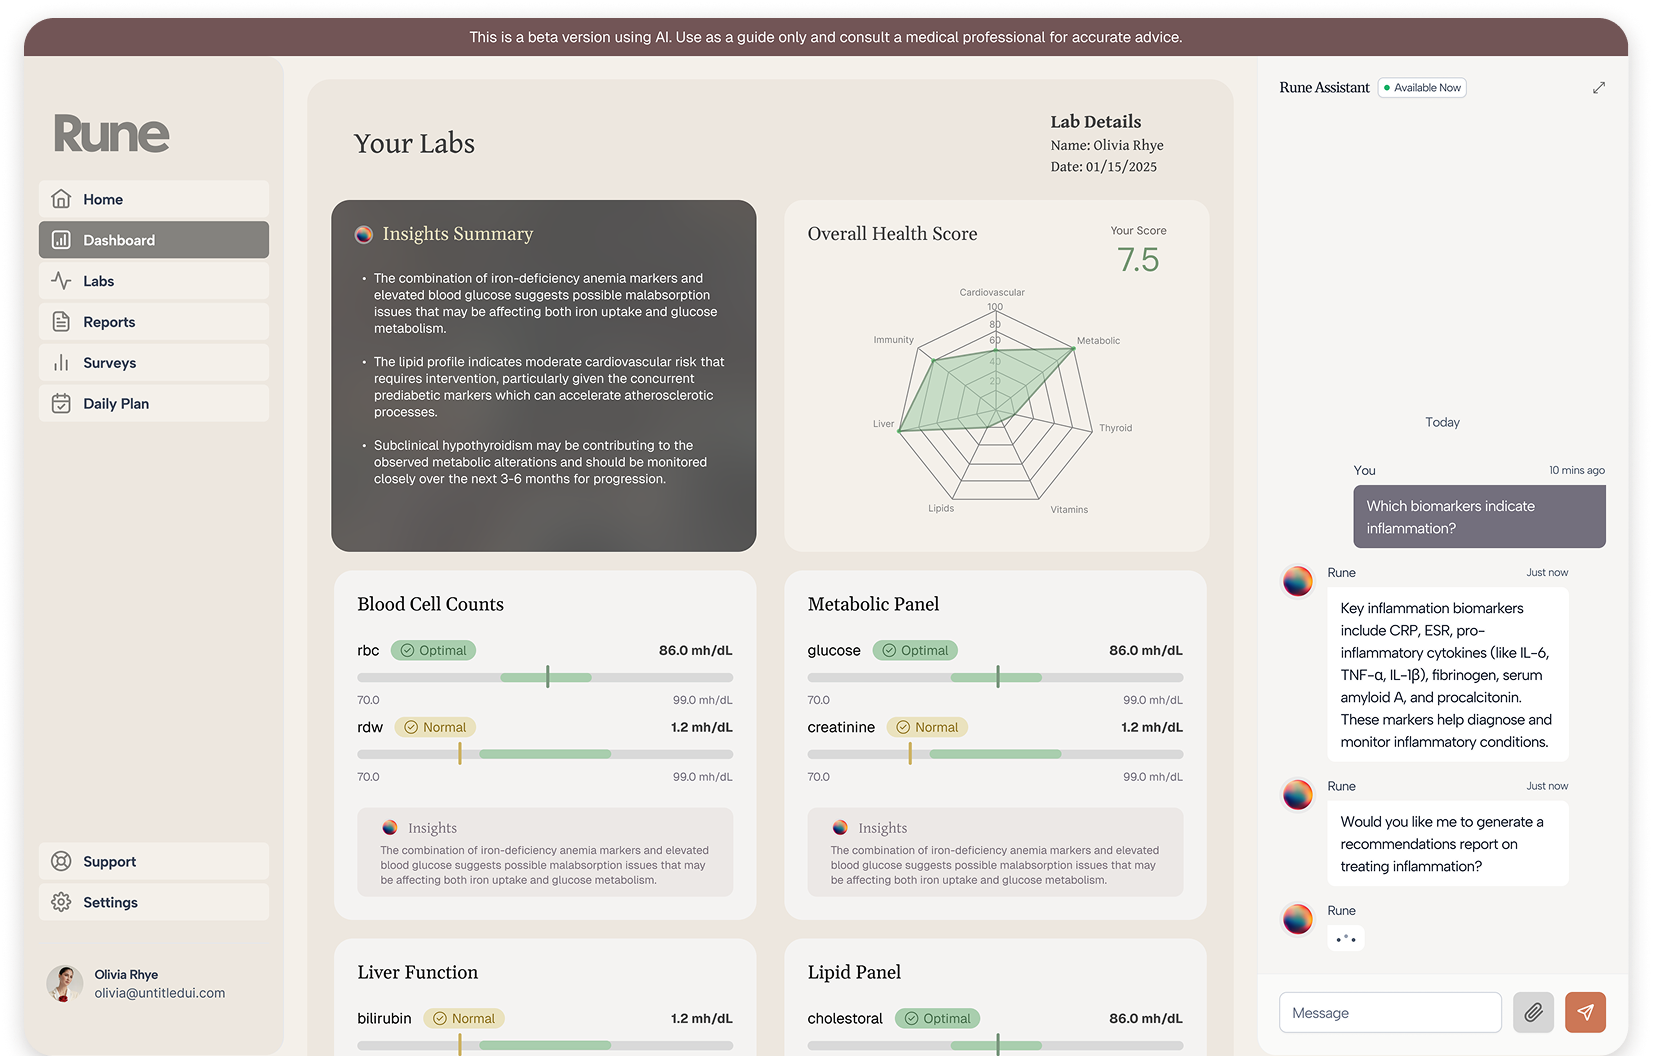 This is a beta version using AI. Use as a guide only and consult a medical professional for accurate advice.
Rune
Home
Dashboard
Labs
Reports
Surveys
Daily Plan
Support
Settings
Olivia Rhye
olivia@untitledui.com
Your Labs
Lab Details
Name: Olivia Rhye
Date: 01/15/2025
Insights Summary
• The combination of iron-deficiency anemia markers and
elevated blood glucose suggests possible malabsorption
issues that may be affecting both iron uptake and glucose
metabolism.
• The lipid profile indicates moderate cardiovascular risk that
requires intervention, particularly given the concurrent
prediabetic markers which can accelerate atherosclerotic
processes.
• Subclinical hypothyroidism may be contributing to the
observed metabolic alterations and should be monitored
closely over the next 3-6 months for progression.
Overall Health Score
Your Score
7.5
Cardiovascular
100
80
60
40
20
Immunity
Metabolic
Liver
Thyroid
Lipids
Vitamins
Blood Cell Counts
rbc Optimal 86.0 mh/dL
70.0 99.0 mh/dL
rdw Normal 1.2 mh/dL
70.0 99.0 mh/dL
Insights
The combination of iron-deficiency anemia markers and elevated
blood glucose suggests possible malabsorption issues that may
be affecting both iron uptake and glucose metabolism.
Metabolic Panel
glucose Optimal 86.0 mh/dL
70.0 99.0 mh/dL
creatinine Normal 1.2 mh/dL
70.0 99.0 mh/dL
Insights
The combination of iron-deficiency anemia markers and elevated
blood glucose suggests possible malabsorption issues that may
be affecting both iron uptake and glucose metabolism.
Liver Function
bilirubin Normal 1.2 mh/dL
Lipid Panel
cholestoral Optimal 86.0 mh/dL
Rune Assistant Available Now
Today
You 10 mins ago
Which biomarkers indicate
inflammation?
Rune Just now
Key inflammation biomarkers
include CRP, ESR, pro-
inflammatory cytokines (like IL-6,
TNF-α, IL-1β), fibrinogen, serum
amyloid A, and procalcitonin.
These markers help diagnose and
monitor inflammatory conditions.
Rune Just now
Would you like me to generate a
recommendations report on
treating inflammation?
Rune
Message